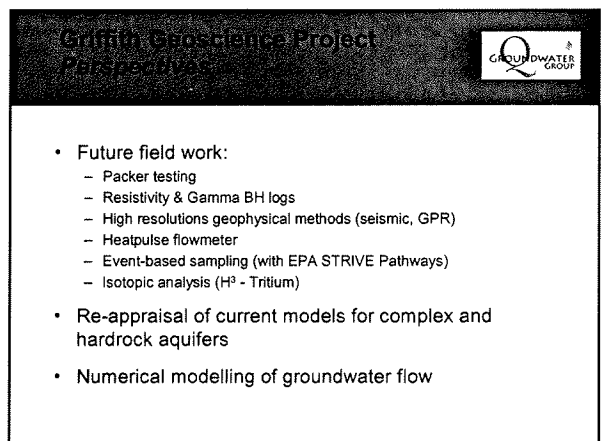 Griffith Geoscience Project
Perspectives
Q
GROUNDWATER
GROUP
• Future field work:
– Packer testing
– Resistivity & Gamma BH logs
– High resolutions geophysical methods (seismic, GPR)
– Heatpulse flowmeter
– Event-based sampling (with EPA STRIVE Pathways)
– Isotopic analysis (H³ - Tritium)
• Re-appraisal of current models for complex and
hardrock aquifers
• Numerical modelling of groundwater flow